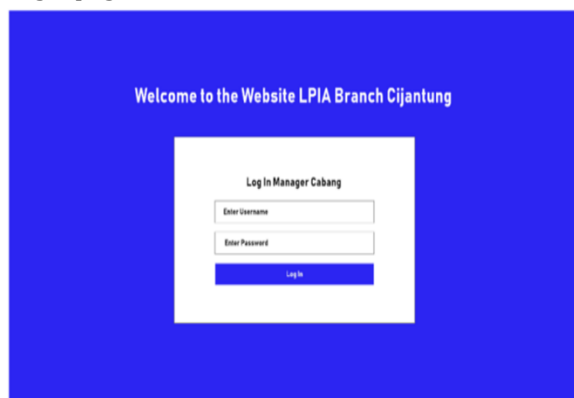 Welcome to the Website LPIA Branch Cijantung
Log In Manager Cabang
Enter Username
Enter Password
Log In